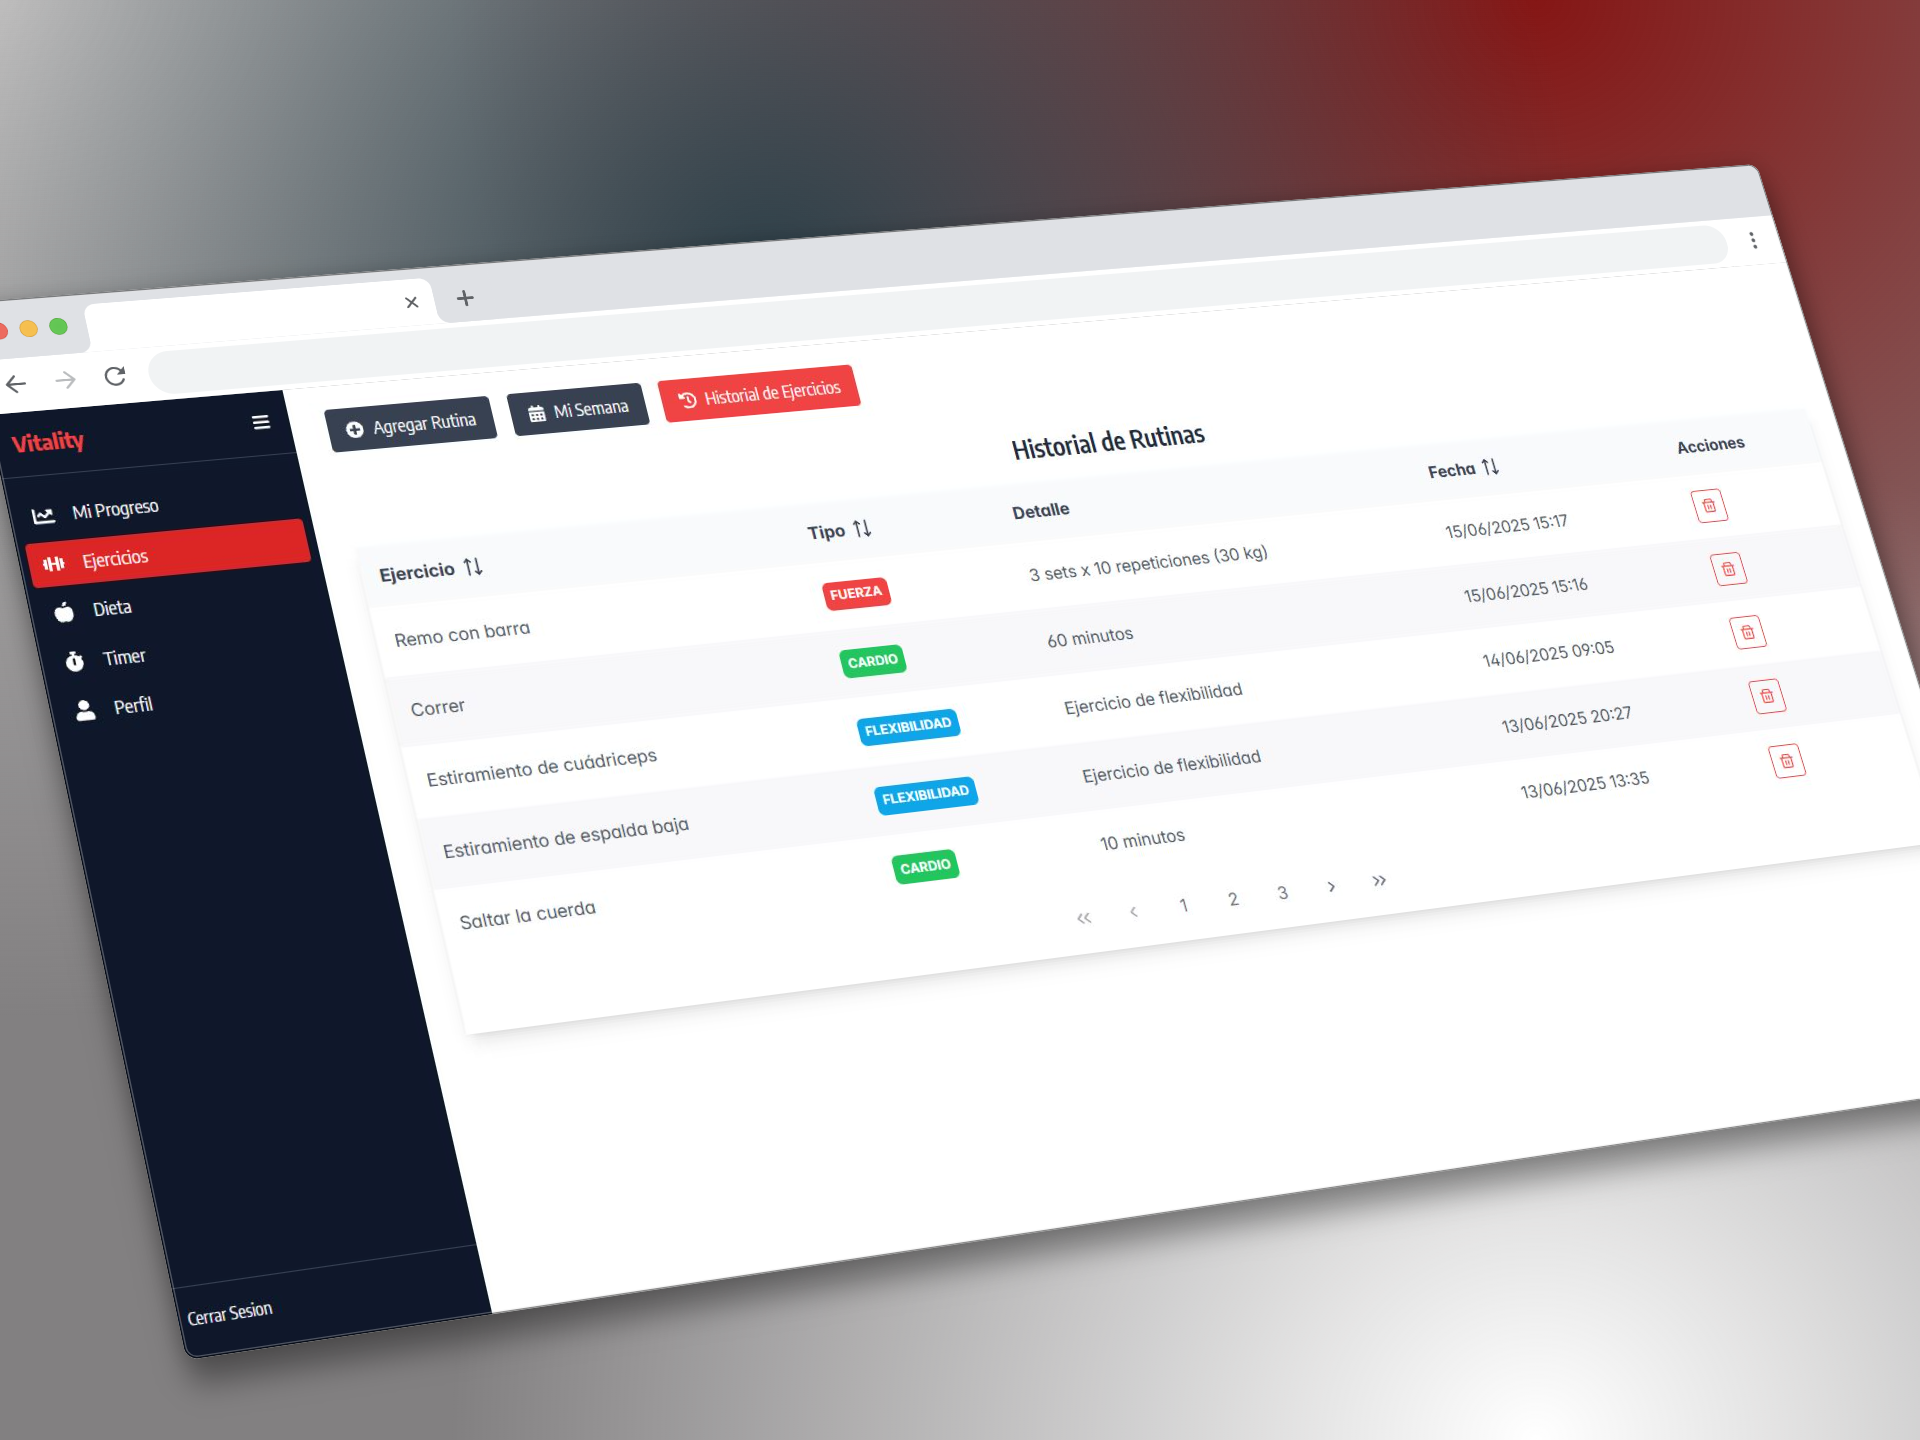 Vitality
Mi Progreso
Ejercicios
Dieta
Timer
Perfil
Cerrar Sesion
Agregar Rutina
Mi Semana
Historial de Ejercicios
Historial de Rutinas
Ejercicio Tipo Detalle Fecha Acciones
Remo con barra FUERZA 3 sets x 10 repeticiones (30 kg) 15/06/2025 15:17
Correr CARDIO 60 minutos 15/06/2025 15:16
Estiramiento de cuádriceps FLEXIBILIDAD Ejercicio de flexibilidad 14/06/2025 09:05
Estiramiento de espalda baja FLEXIBILIDAD Ejercicio de flexibilidad 13/06/2025 20:27
Saltar la cuerda CARDIO 10 minutos 13/06/2025 13:35
« ‹ 1 2 3 › »